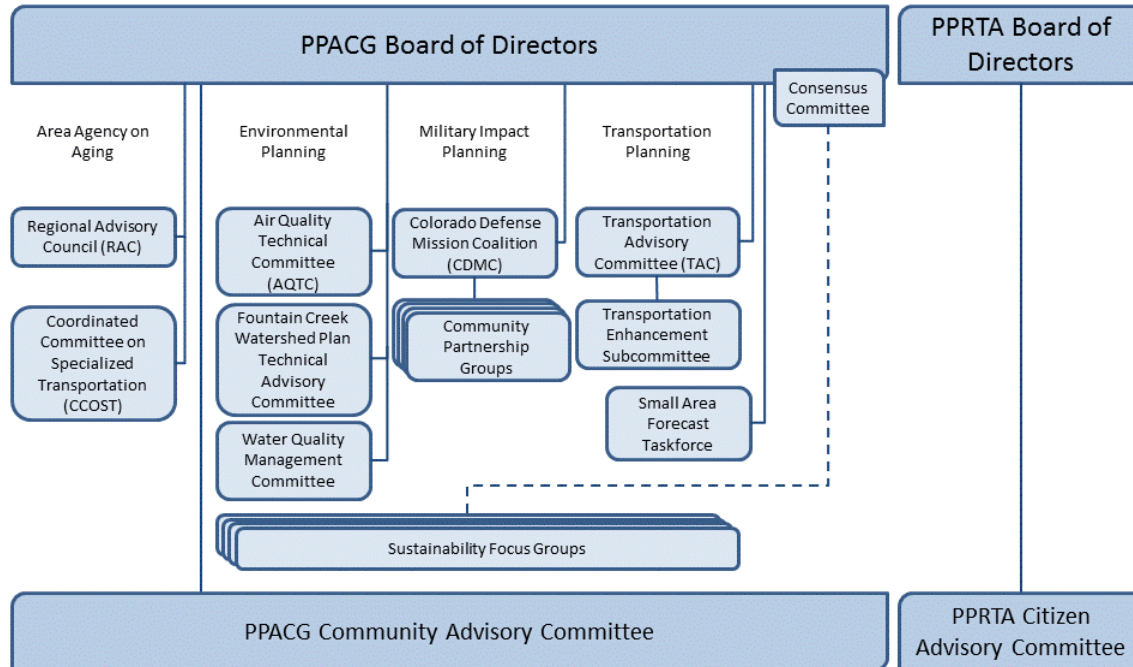 PPACG Board of Directors
PPRTA Board of
Directors
Consensus
Committee
Area Agency on
Aging
Environmental
Planning
Military Impact
Planning
Transportation
Planning
Regional Advisory
Council (RAC)
Coordinated
Committee on
Specialized
Transportation
(CCOST)
Air Quality
Technical
Committee
(AQTC)
Fountain Creek
Watershed Plan
Technical
Advisory
Committee
Water Quality
Management
Committee
Colorado Defense
Mission Coalition
(CDMC)
Community
Partnership
Groups
Transportation
Advisory
Committee (TAC)
Transportation
Enhancement
Subcommittee
Small Area
Forecast
Taskforce
Sustainability Focus Groups
PPACG Community Advisory Committee
PPRTA Citizen
Advisory Committee